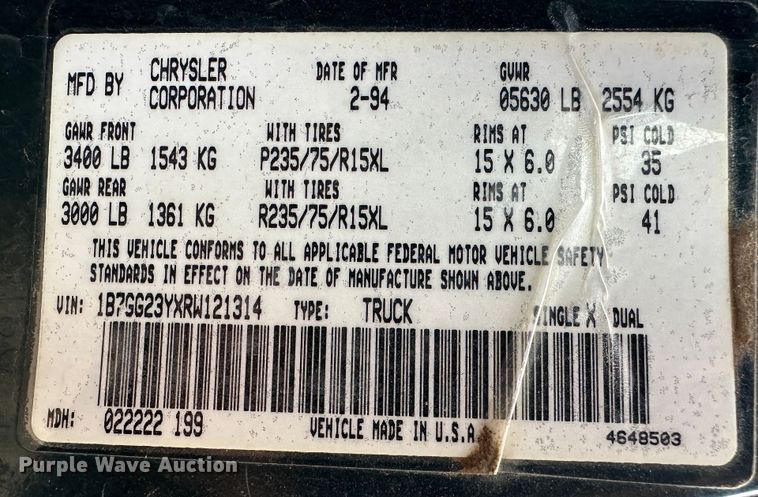 MFD BY CHRYSLER CORPORATION DATE OF MFR 2-94 GVWR 05630 LB 2554 KG
GAWR FRONT WITH TIRES RIMS AT PSI COLD
3400 LB 1543 KG P235/75/R15XL 15 X 6.0 35
GAWR REAR WITH TIRES RIMS AT PSI COLD
3000 LB 1361 KG R235/75/R15XL 15 X 6.0 41
THIS VEHICLE CONFORMS TO ALL APPLICABLE FEDERAL MOTOR VEHICLE SAFETY
STANDARDS IN EFFECT ON THE DATE OF MANUFACTURE SHOWN ABOVE.
VIN: 1B7GG23YXRW121314 TYPE: TRUCK SINGLE X DUAL
MDH: 022222 199 VEHICLE MADE IN U.S.A. 4648503
Purple Wave Auction